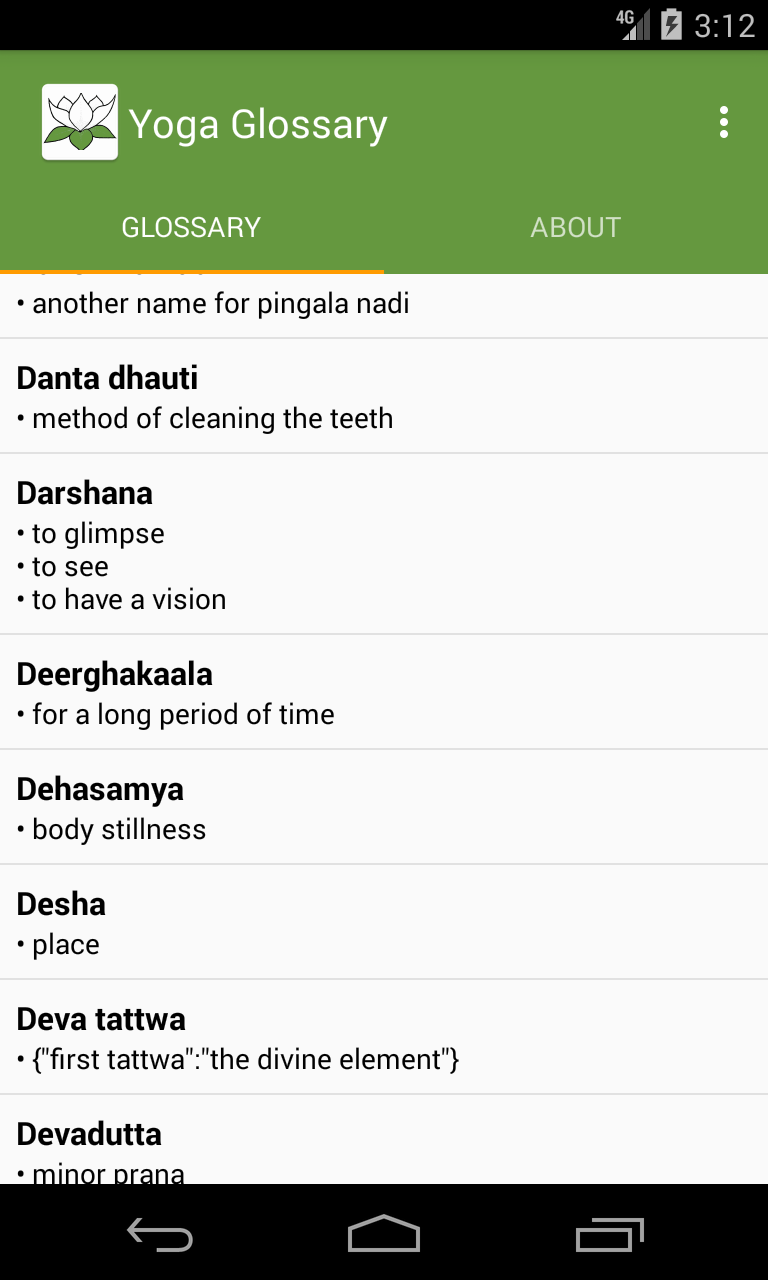 4G 3:12
Yoga Glossary
GLOSSARY ABOUT
• another name for pingala nadi
Danta dhauti
• method of cleaning the teeth
Darshana
• to glimpse
• to see
• to have a vision
Deerghakaala
• for a long period of time
Dehasamya
• body stillness
Desha
• place
Deva tattwa
• {"first tattwa":"the divine element"}
Devadutta
• minor prana